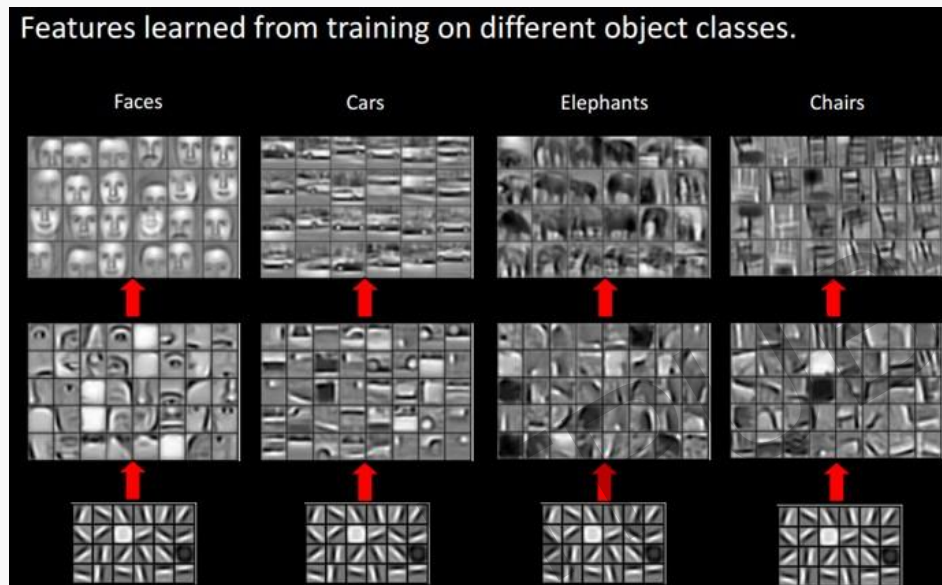 Features learned from training on different object classes.
Faces
Cars
Elephants
Chairs